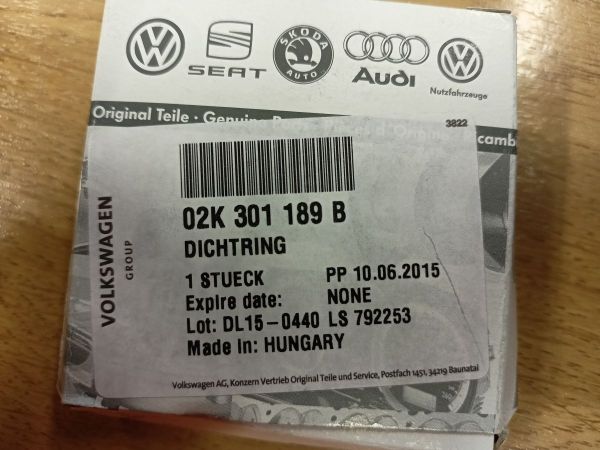 SEAT
SKODA
AUTO
Audi
Nutzfahrzeuge
Original Teile · Genuine
3822
VOLKSWAGEN
GROUP
02K 301 189 B
DICHTRING
1 STUECK PP 10.06.2015
Expire date: NONE
Lot: DL15-0440 LS 792253
Made In: HUNGARY
Volkswagen AG, Konzern Vertrieb Original Teile und Service, Postfach 1451, 34219 Baunatal